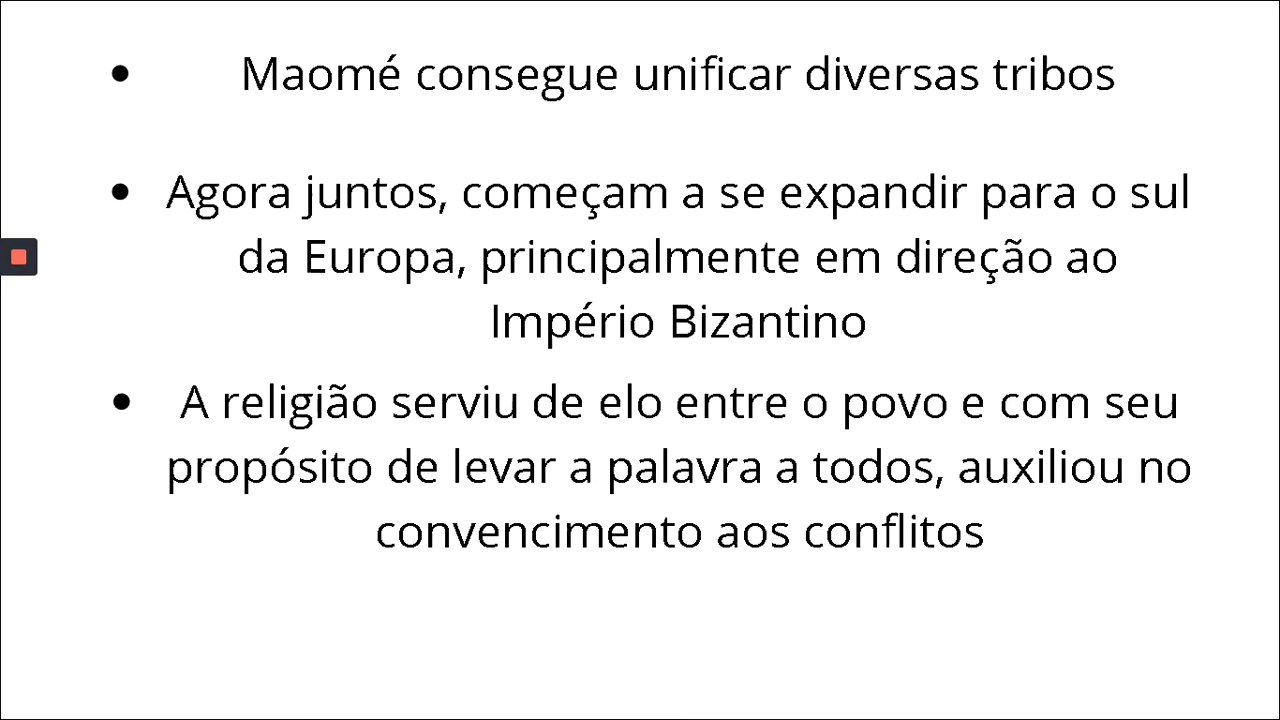 • Maomé consegue unificar diversas tribos
• Agora juntos, começam a se expandir para o sul
da Europa, principalmente em direção ao
Império Bizantino
• A religião serviu de elo entre o povo e com seu
propósito de levar a palavra a todos, auxiliou no
convencimento aos conflitos